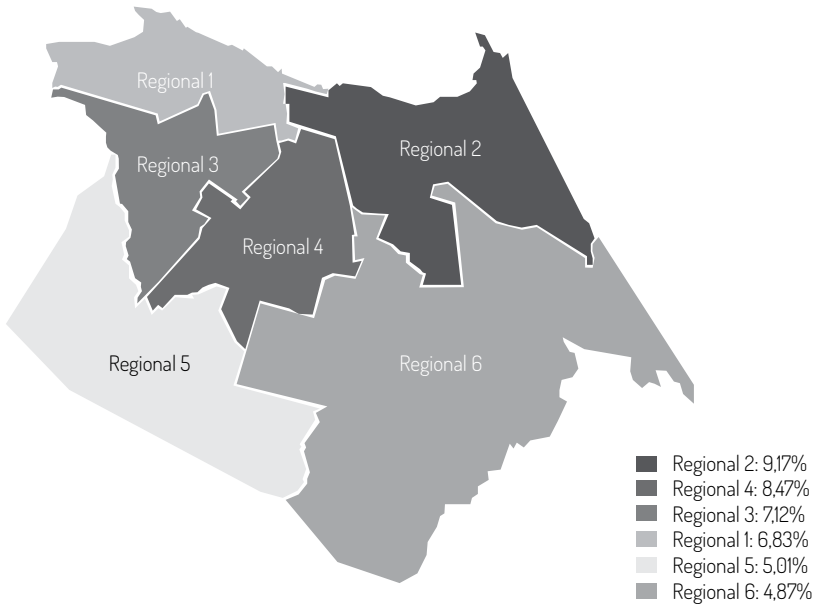 Regional 1
Regional 2
Regional 3
Regional 4
Regional 5
Regional 6
Regional 2: 9,17%
Regional 4: 8,47%
Regional 3: 7,12%
Regional 1: 6,83%
Regional 5: 5,01%
Regional 6: 4,87%